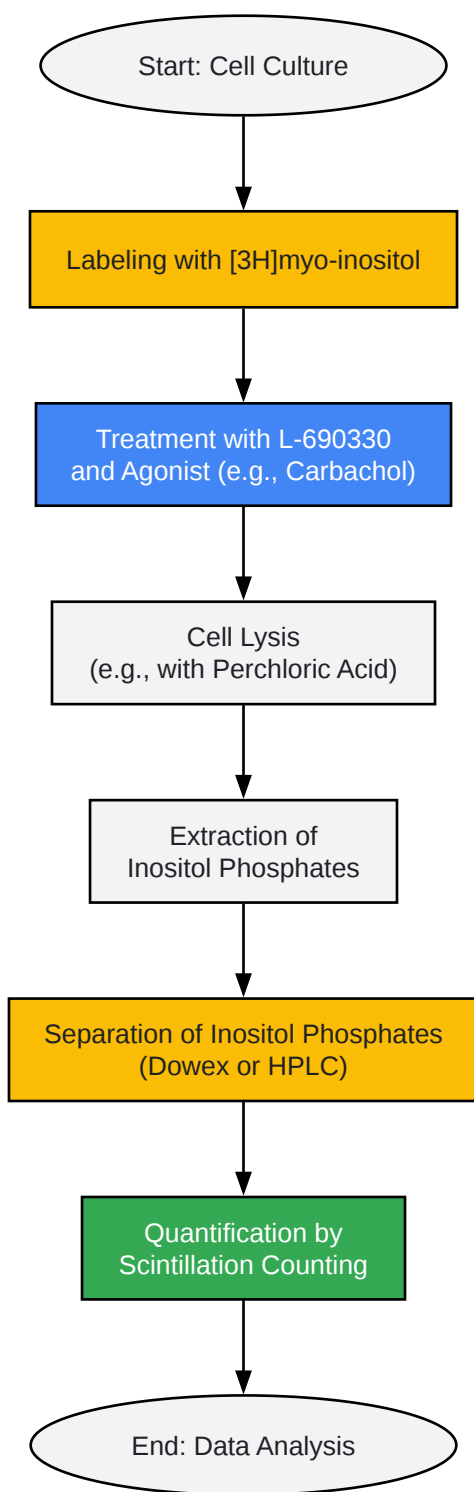 Start: Cell Culture
Labeling with [3H]myo-inositol
Treatment with L-690330
and Agonist (e.g., Carbachol)
Cell Lysis
(e.g., with Perchloric Acid)
Extraction of
Inositol Phosphates
Separation of Inositol Phosphates
(Dowex or HPLC)
Quantification by
Scintillation Counting
End: Data Analysis